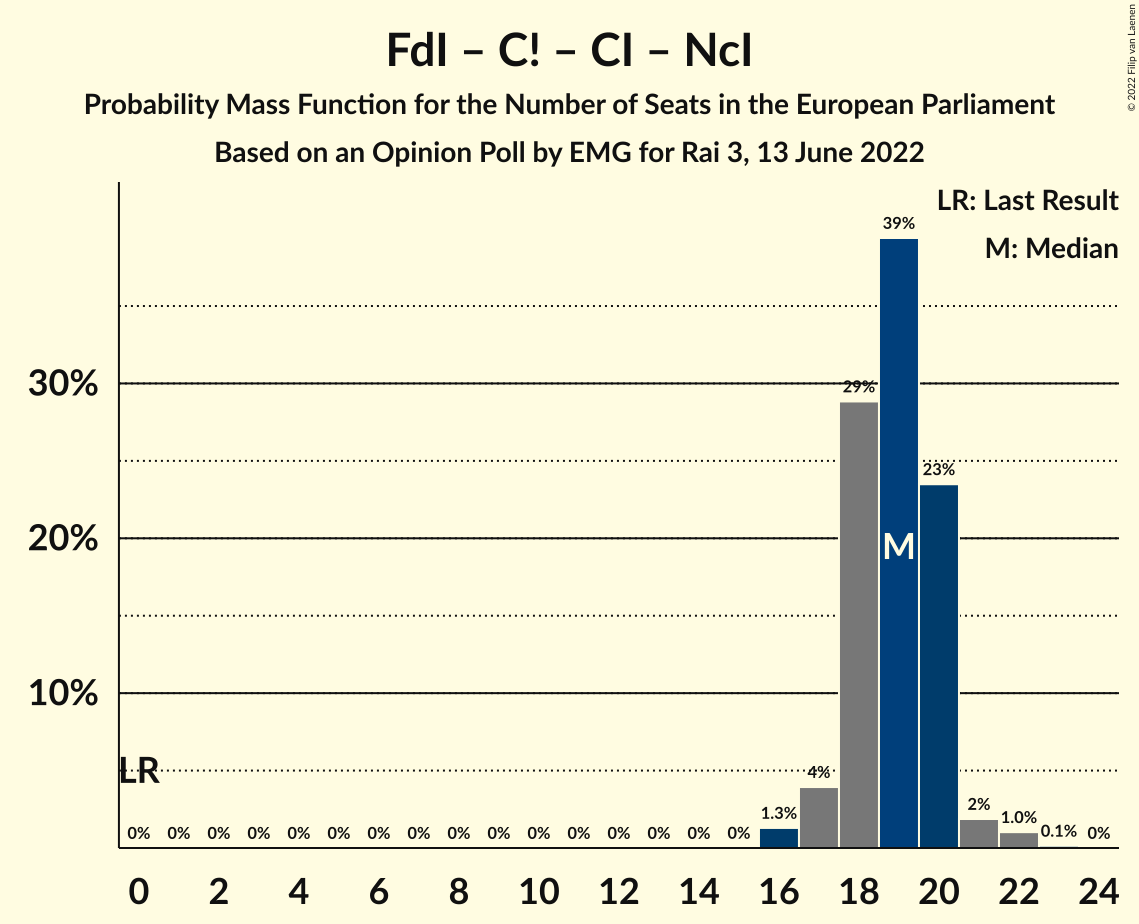 FdI – C! – CI – NcI
Probability Mass Function for the Number of Seats in the European Parliament
Based on an Opinion Poll by EMG for Rai 3, 13 June 2022
© 2022 Filip van Laenen
LR: Last Result
M: Median
39%
30%
29%
23%
20%
M
10%
LR
4%
2%
1.3%
1.0%
0.1%
0% 0% 0% 0% 0% 0% 0% 0% 0% 0% 0% 0% 0% 0% 0% 0% 0%
0 2 4 6 8 10 12 14 16 18 20 22 24